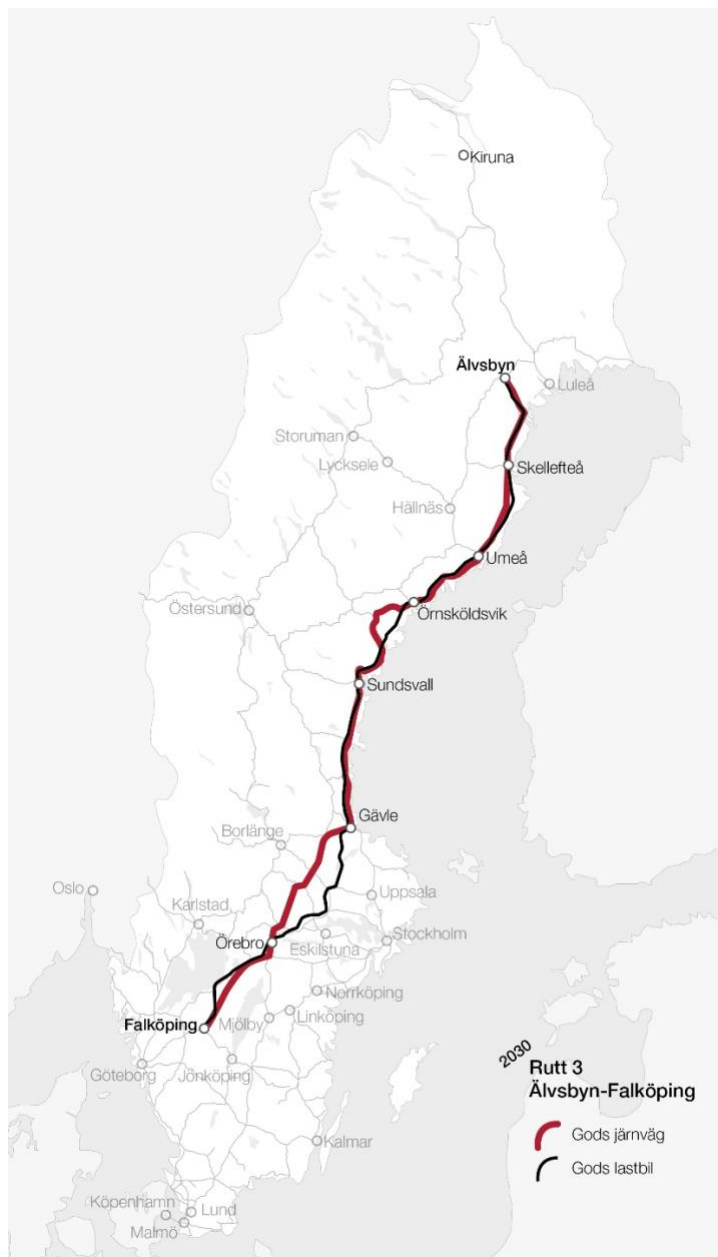 Kiruna
Älvsbyn
Luleå
Storuman
Lycksele
Skellefteå
Hällnäs
Umeå
Östersund
Örnsköldsvik
Sundsvall
Gävle
Borlänge
Oslo
Uppsala
Karlstad
Örebro
Eskilstuna
Stockholm
Norrköping
Falköping
Mjölby
Linköping
Göteborg
Jönköping
2030
Rutt 3
Älvsbyn-Falköping
Gods järnväg
Gods lastbil
Kalmar
Köpenhamn
Lund
Malmö